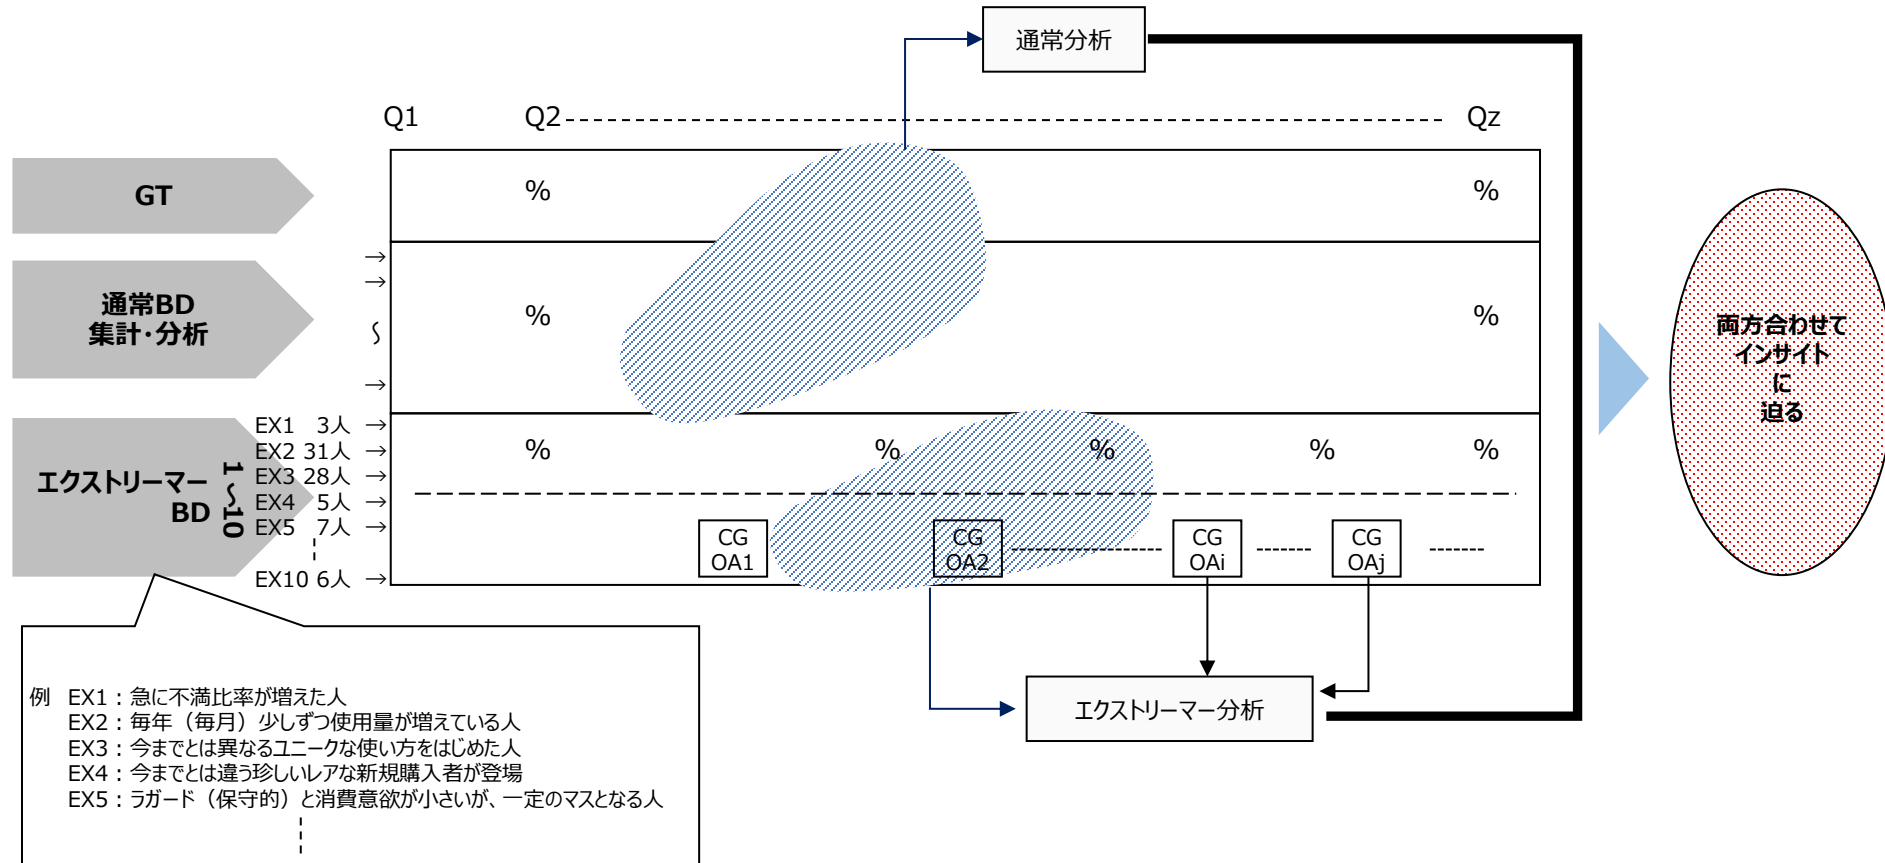 通常分析
Q1 Q2 Qz
GT
% %
通常BD
集計・分析
→
→
〜
→
% %
エクストリーマー
BD
1〜10
EX1 3人 →
EX2 31人 →
EX3 28人 →
EX4 5人 →
EX5 7人 →
EX10 6人 →
% % % % %
CG
OA1
CG
OA2
CG
OAi
CG
OAj
エクストリーマー分析
両方合わせて
インサイト
に
迫る
例 EX1：急に不満比率が増えた人
EX2：毎年（毎月）少しずつ使用量が増えている人
EX3：今までとは異なるユニークな使い方をはじめた人
EX4：今までとは違う珍しいレアな新規購入者が登場
EX5：ラガード（保守的）と消費意欲が小さいが、一定のマスとなる人